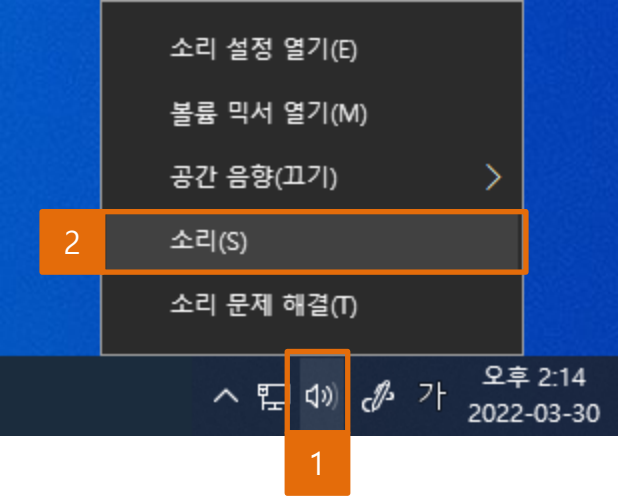 소리 설정 열기(E)
볼륨 믹서 열기(M)
공간 음향(끄기)
2
소리(S)
소리 문제 해결(T)
가
오후 2:14
2022-03-30
1